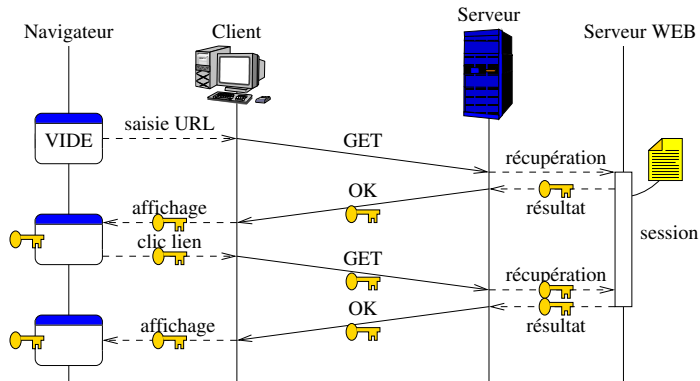 Navigateur
Client
Serveur
Serveur WEB
VIDE
saisie URL
GET
récupération
OK
résultat
affichage
session
clic lien
GET
récupération
OK
résultat
affichage